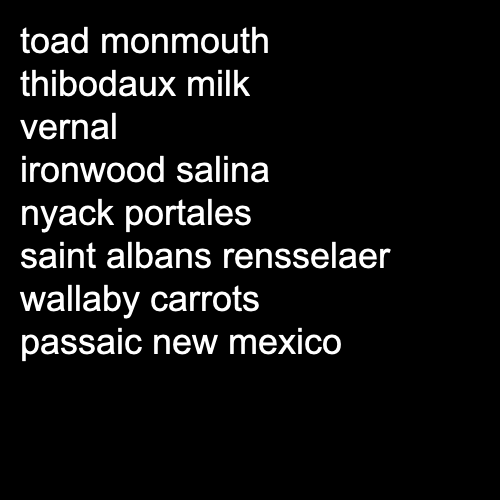 toad monmouth
thibodaux milk
vernal
ironwood salina
nyack portales
saint albans rensselaer
wallaby carrots
passaic new mexico